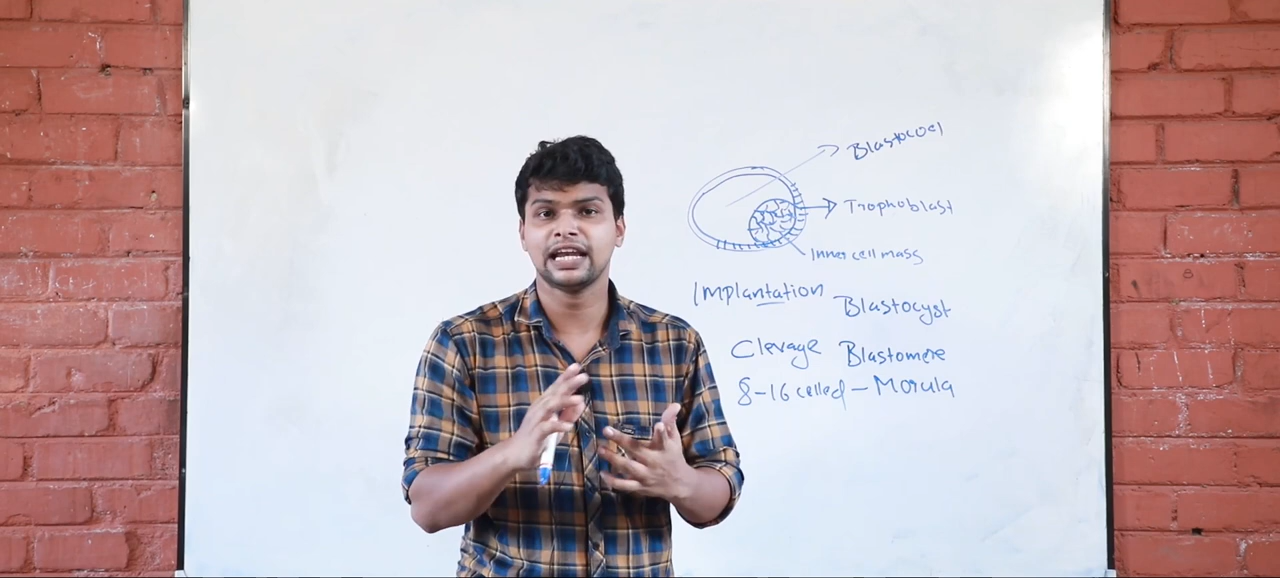 Blastocoel
Trophoblast
Inner cell mass
Implantation
Blastocyst
Clevage Blastomere
8-16 celled - Morula